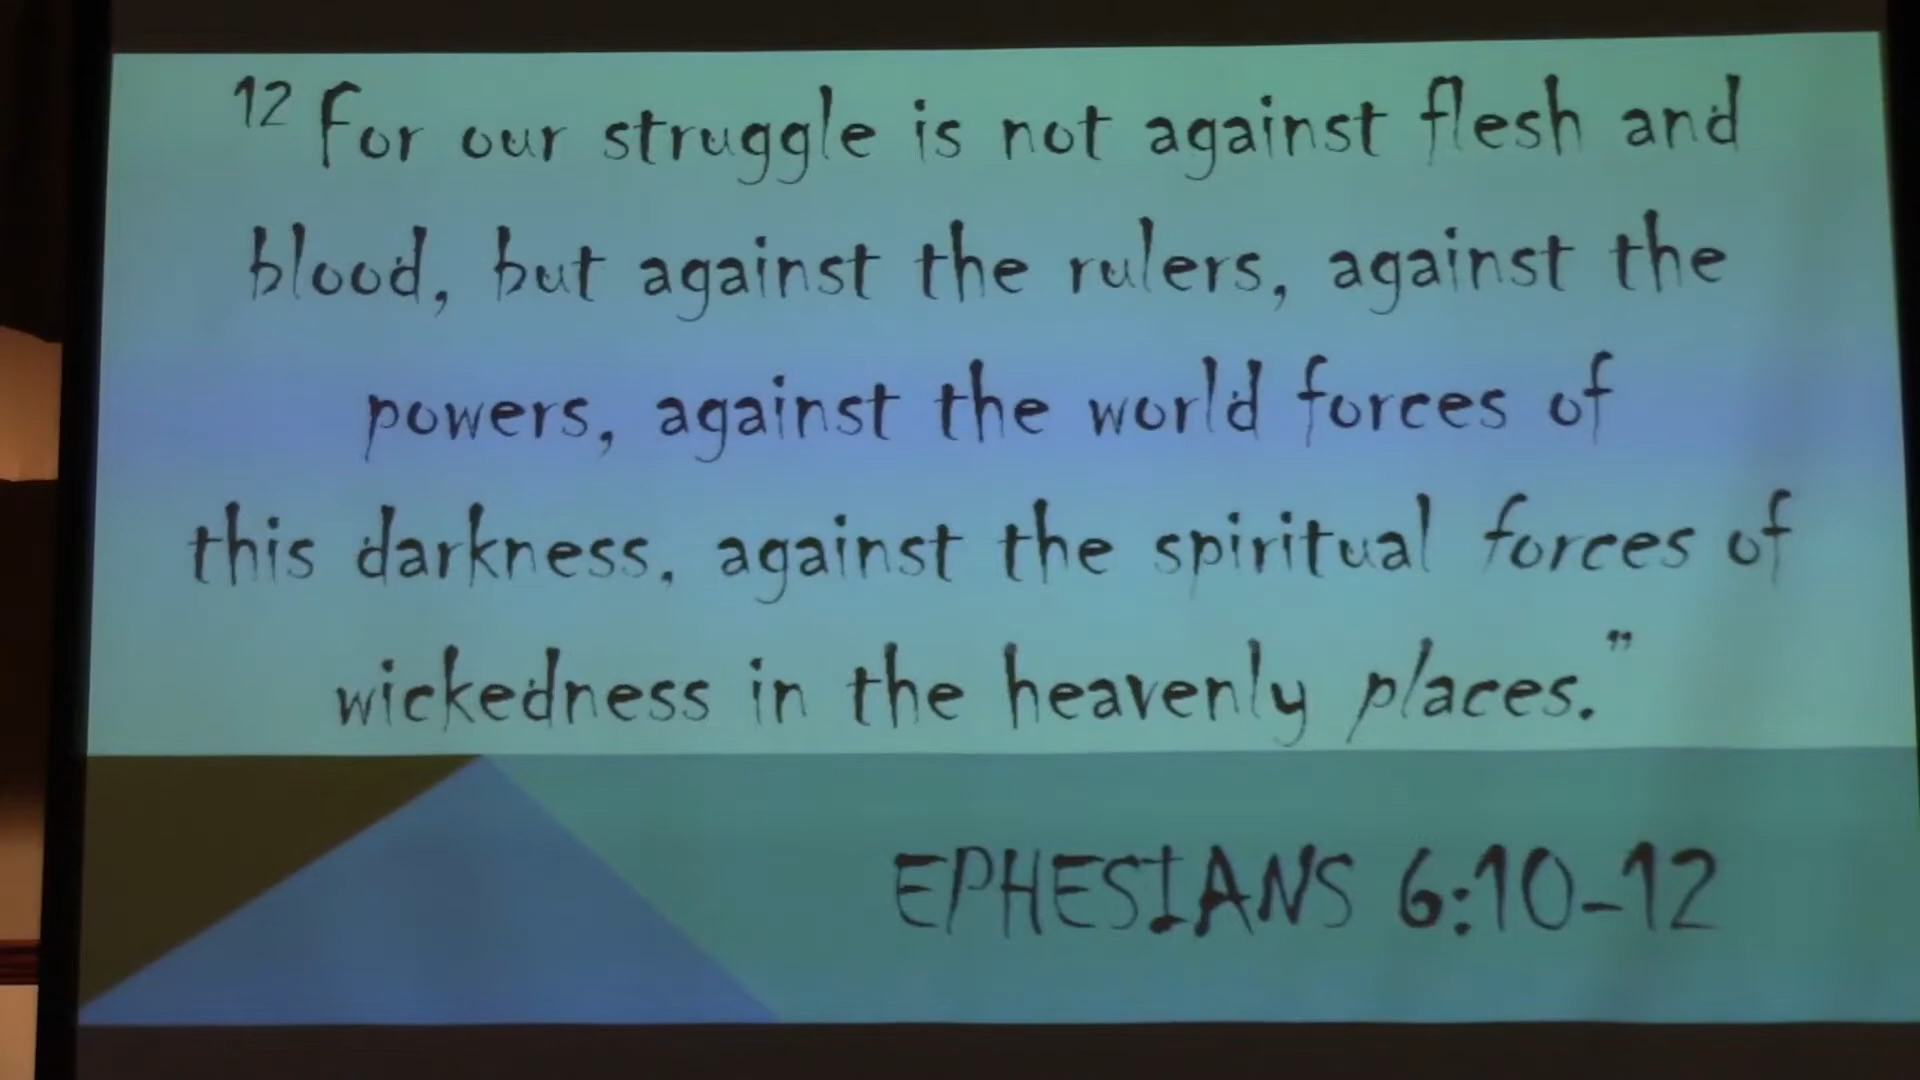 12 For our struggle is not against flesh and
blood, but against the rulers, against the
powers, against the world forces of
this darkness, against the spiritual forces of
wickedness in the heavenly places.”
EPHESIANS 6:10-12